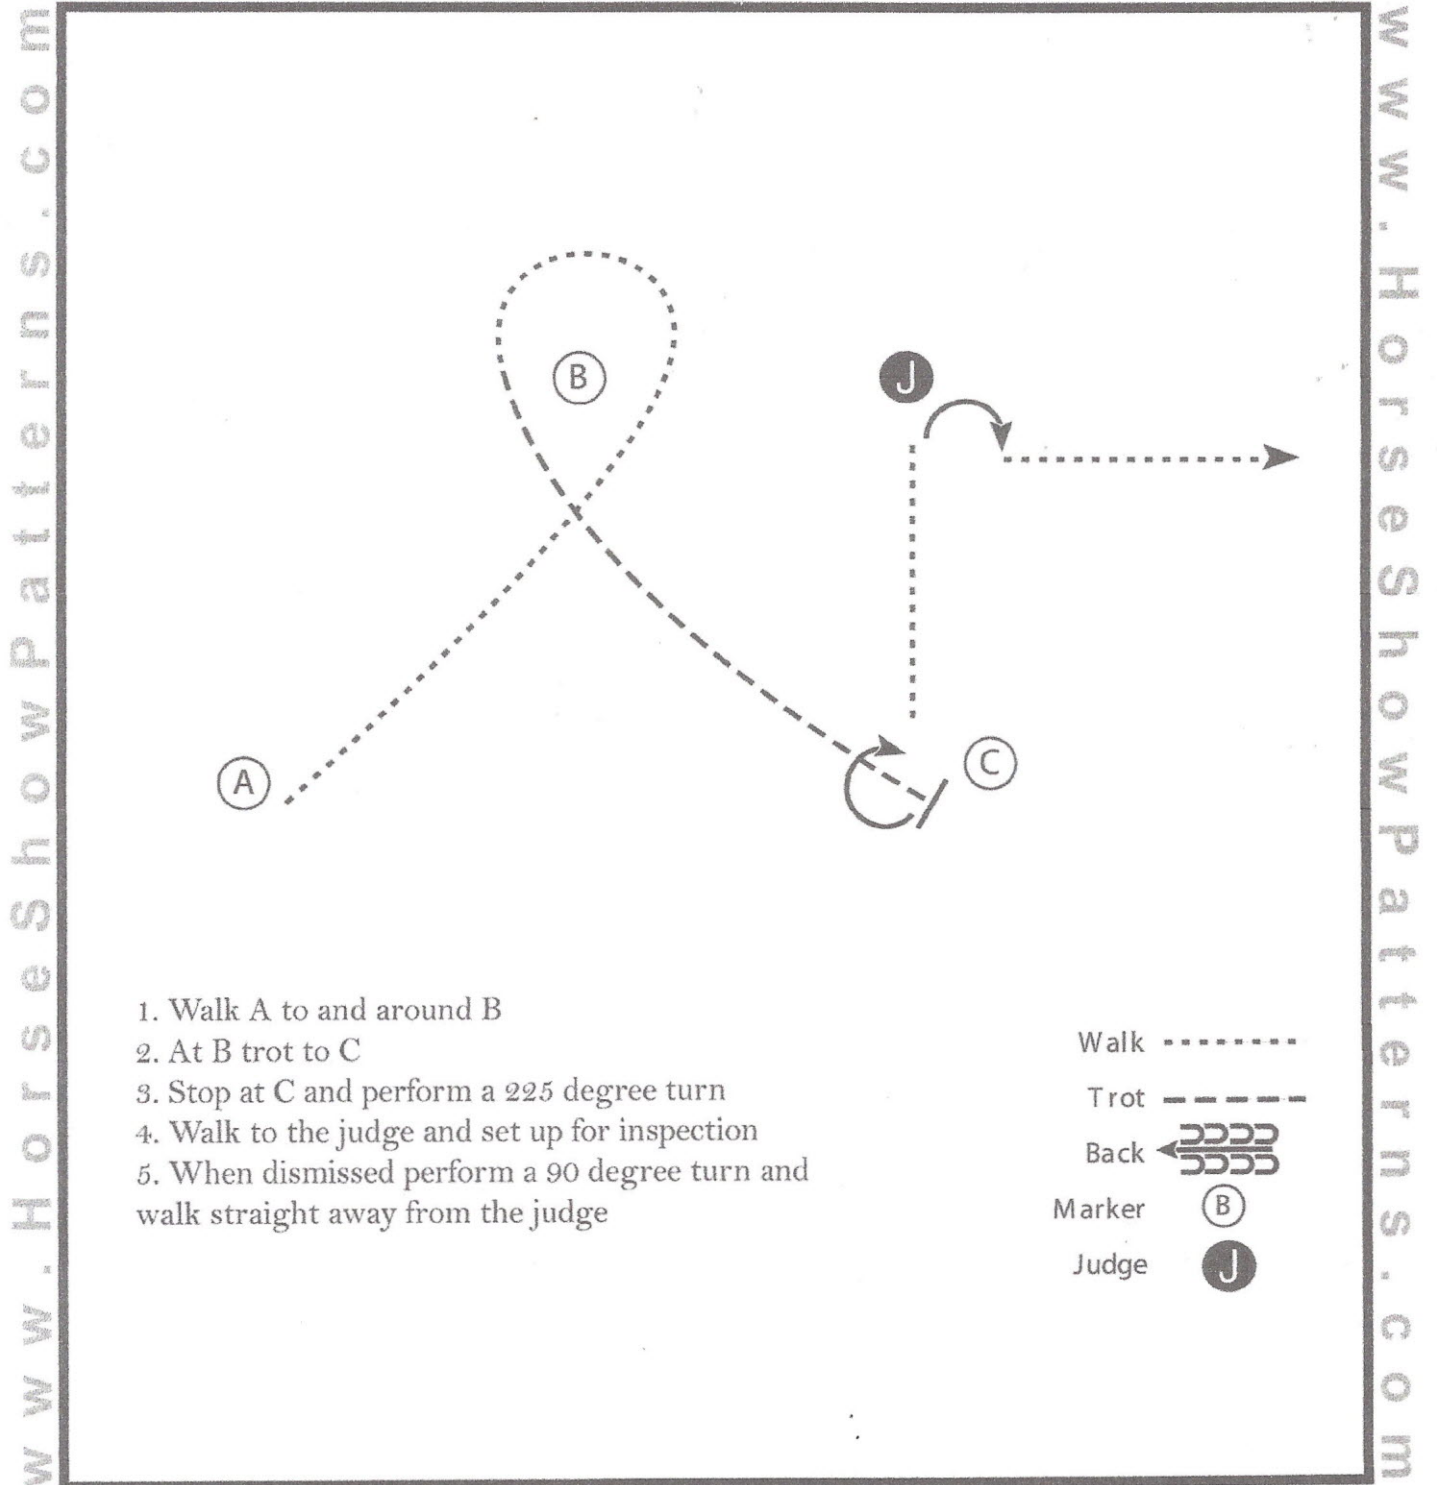 www.HorseShowPatterns.com
www.HorseShowPatterns.com
B
J
A
C
1. Walk A to and around B
2. At B trot to C
3. Stop at C and perform a 225 degree turn
4. Walk to the judge and set up for inspection
5. When dismissed perform a 90 degree turn and
walk straight away from the judge
Walk
Trot
Back
Marker B
Judge J